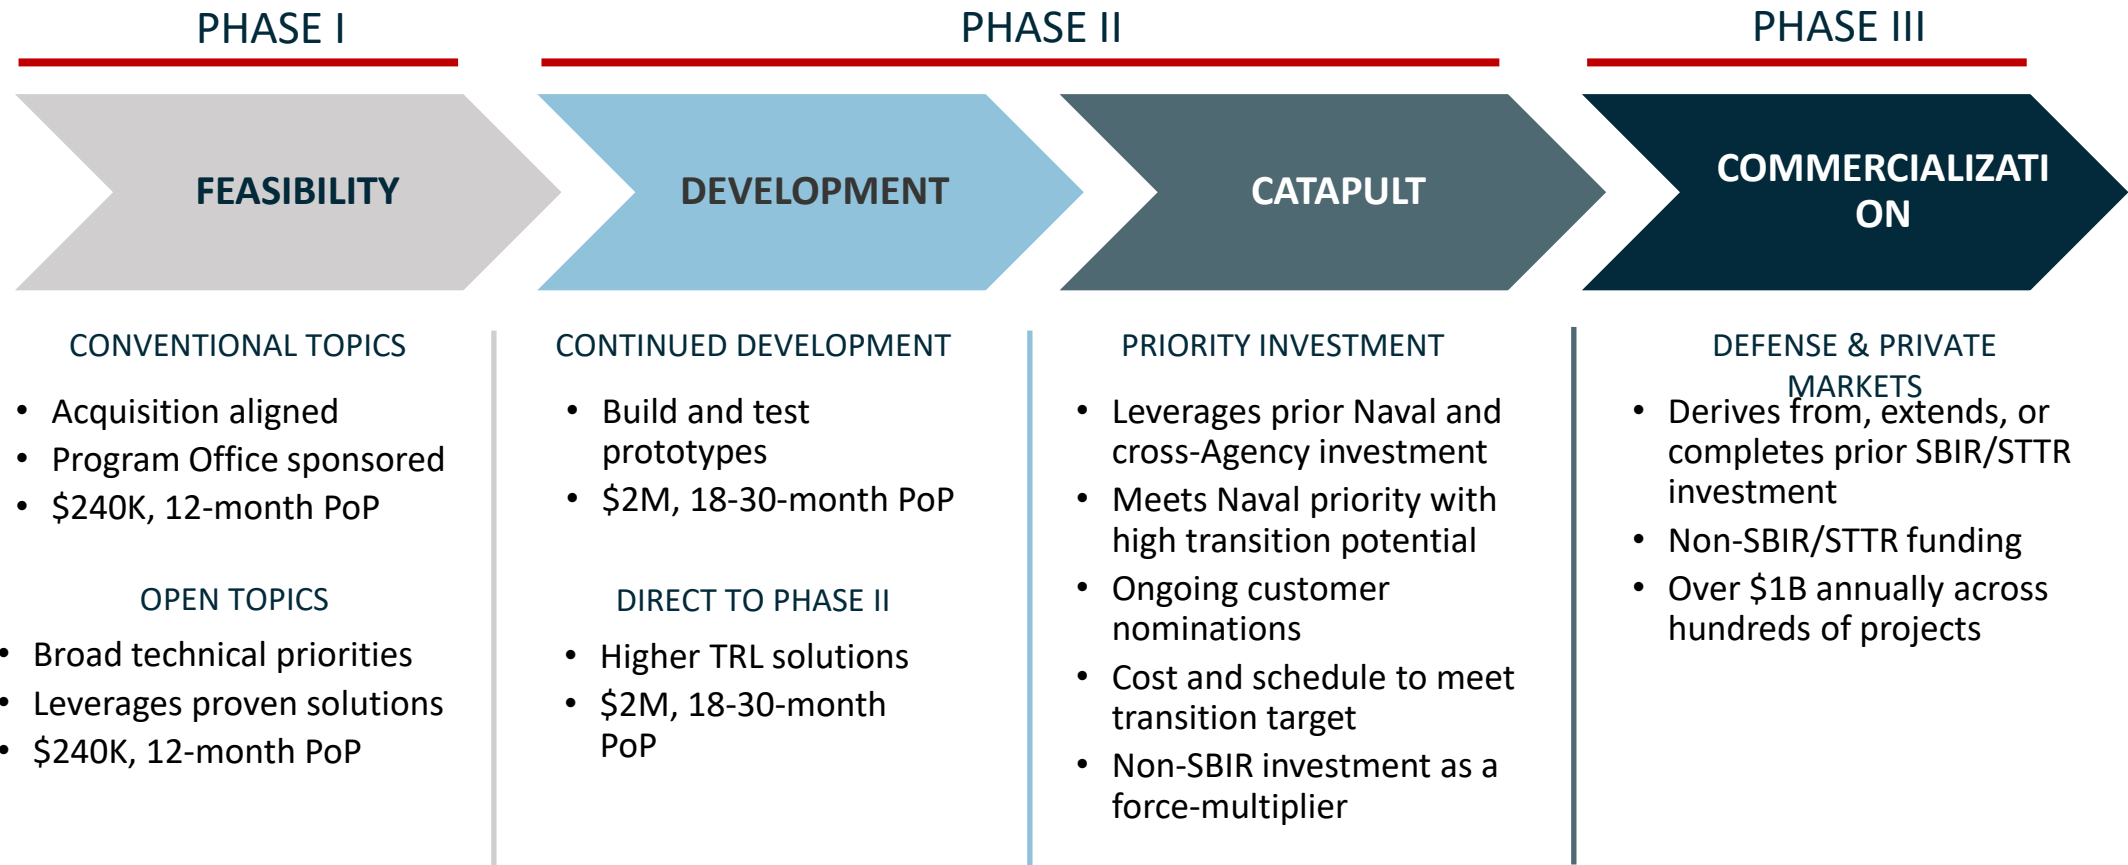 PHASE I
PHASE II
PHASE III
FEASIBILITY
DEVELOPMENT
CATAPULT
COMMERCIALIZATI
ON
CONVENTIONAL TOPICS
• Acquisition aligned
• Program Office sponsored
• $240K, 12-month PoP
OPEN TOPICS
• Broad technical priorities
• Leverages proven solutions
• $240K, 12-month PoP
CONTINUED DEVELOPMENT
• Build and test
prototypes
• $2M, 18-30-month PoP
DIRECT TO PHASE II
• Higher TRL solutions
• $2M, 18-30-month
PoP
PRIORITY INVESTMENT
• Leverages prior Naval and
cross-Agency investment
• Meets Naval priority with
high transition potential
• Ongoing customer
nominations
• Cost and schedule to meet
transition target
• Non-SBIR investment as a
force-multiplier
DEFENSE & PRIVATE
MARKETS
• Derives from, extends, or
completes prior SBIR/STTR
investment
• Non-SBIR/STTR funding
• Over $1B annually across
hundreds of projects